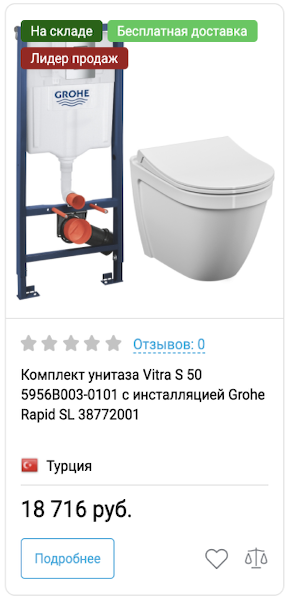 На складе
Бесплатная доставка
Лидер продаж
GROHE
Отзывов: 0
Комплект унитаза Vitra S 50
5956B003-0101 с инсталляцией Grohe
Rapid SL 38772001
Турция
18 716 руб.
Подробнее